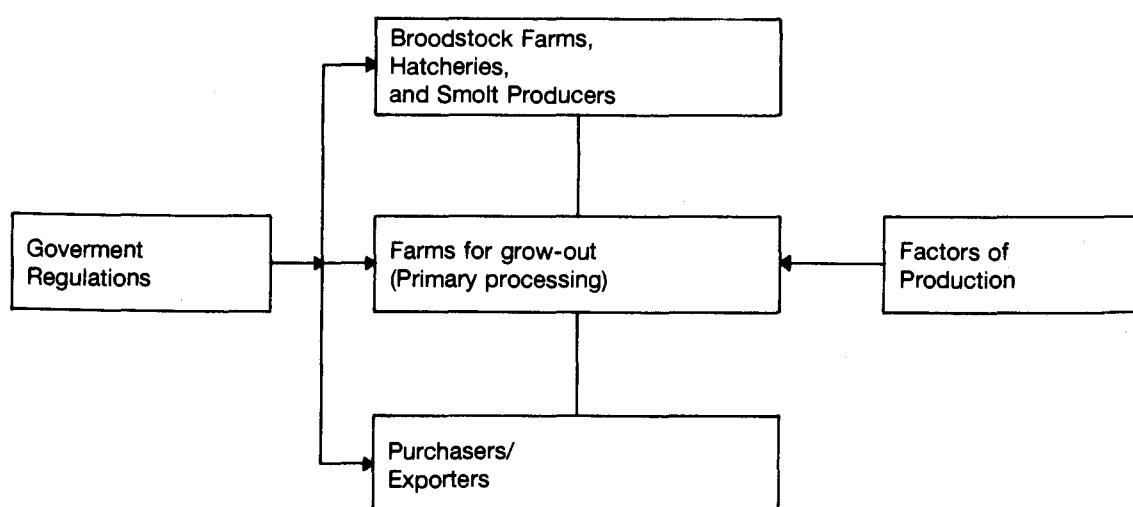 Broodstock Farms,
Hatcheries,
and Smolt Producers
Goverment
Regulations
Farms for grow-out
(Primary processing)
Factors of
Production
Purchasers/
Exporters